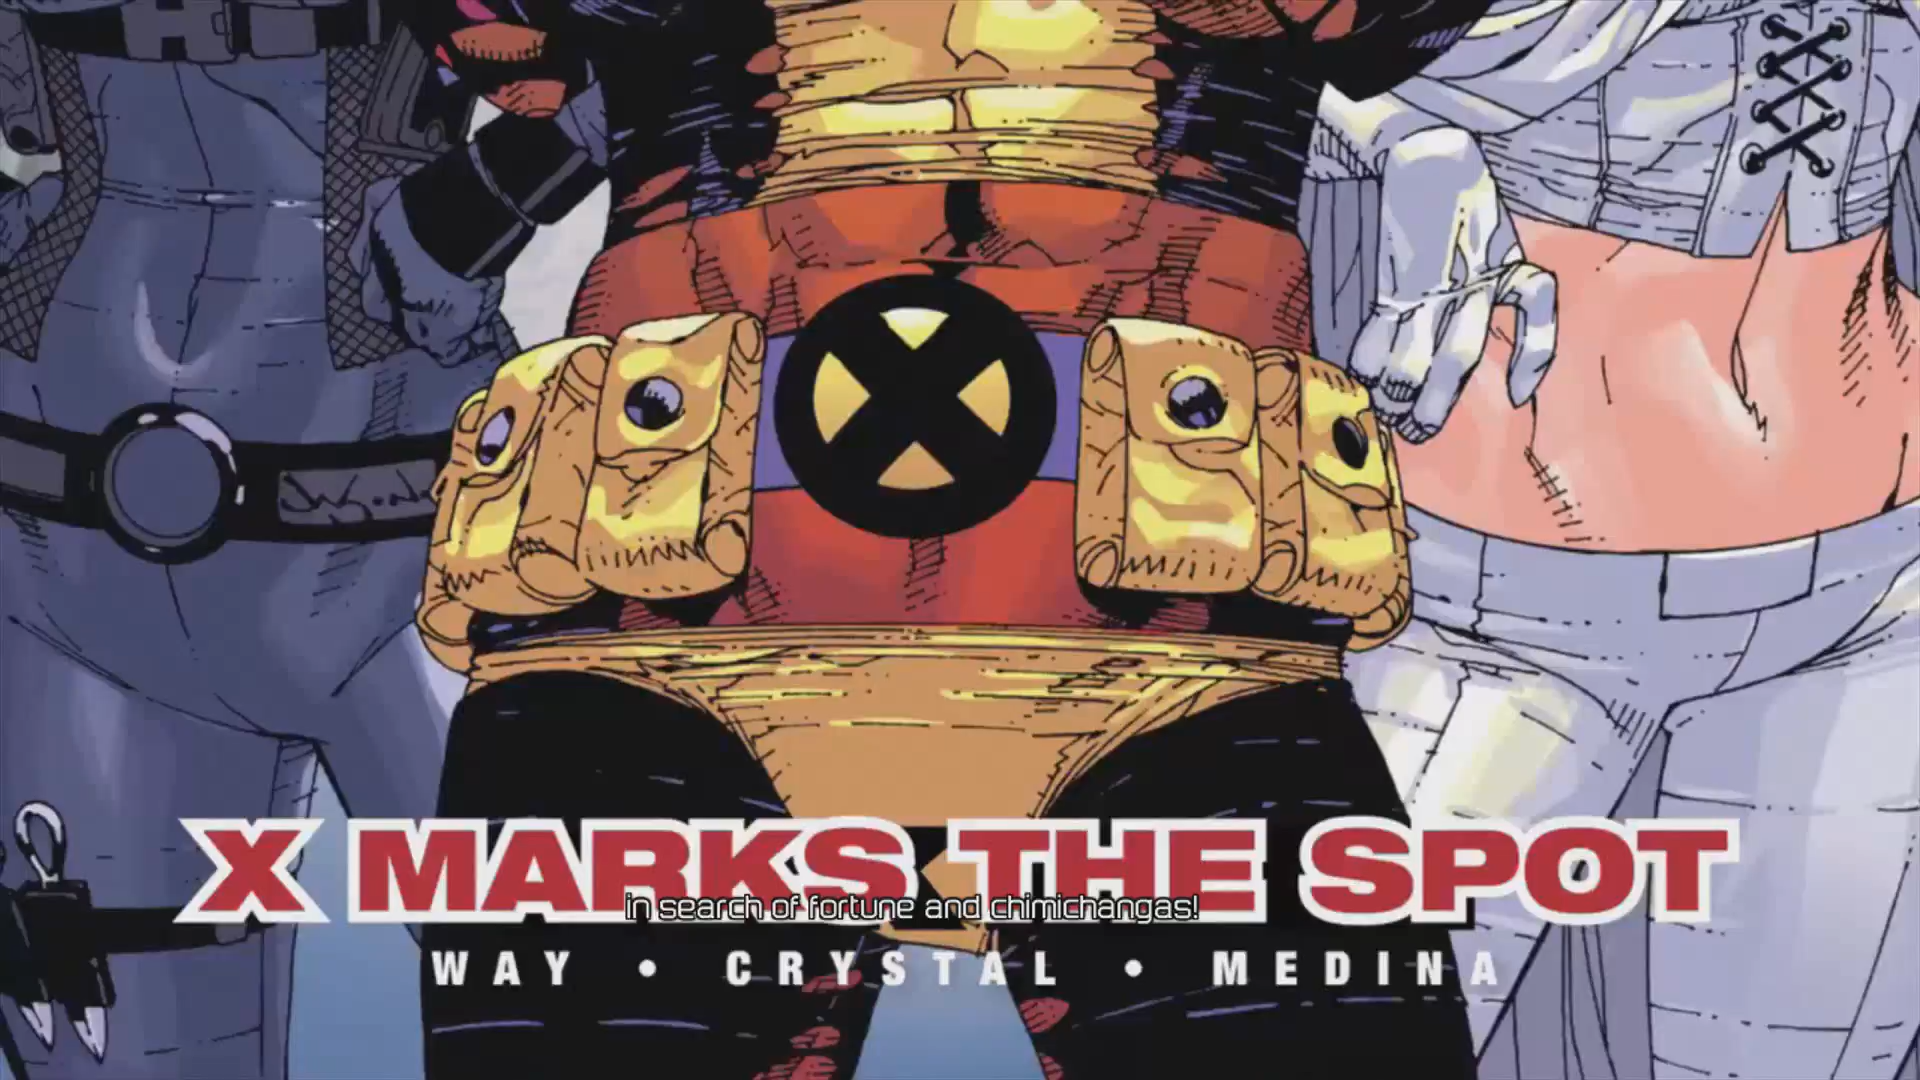 X MARKS THE SPOT
in search of fortune and chimichangas!
WAY • CRYSTAL • MEDINA